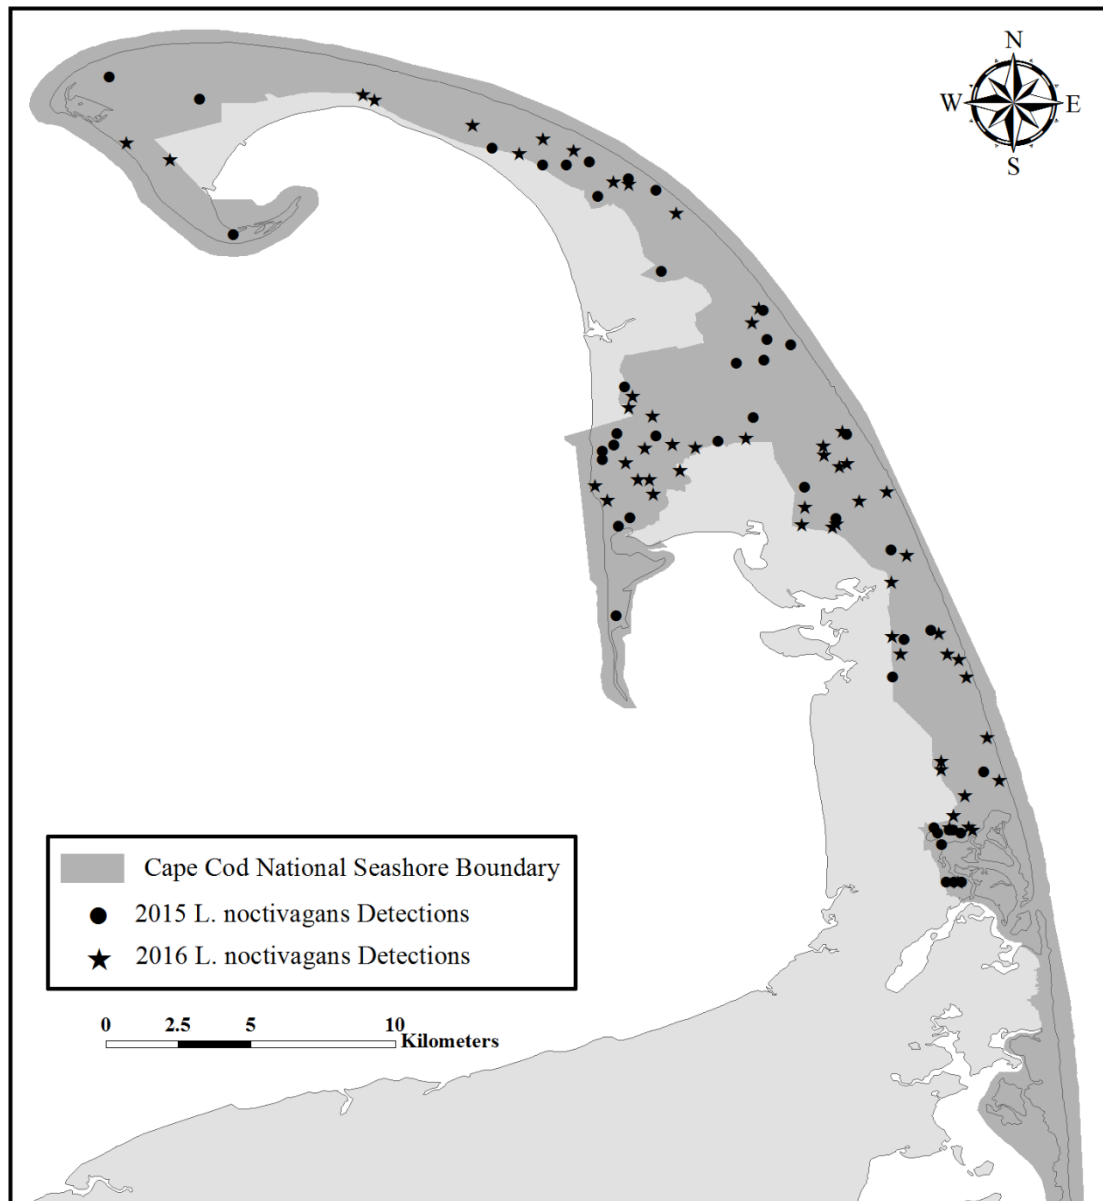 N
W E
S
Cape Cod National Seashore Boundary
2015 L. noctivagans Detections
2016 L. noctivagans Detections
0 2.5 5 10
Kilometers